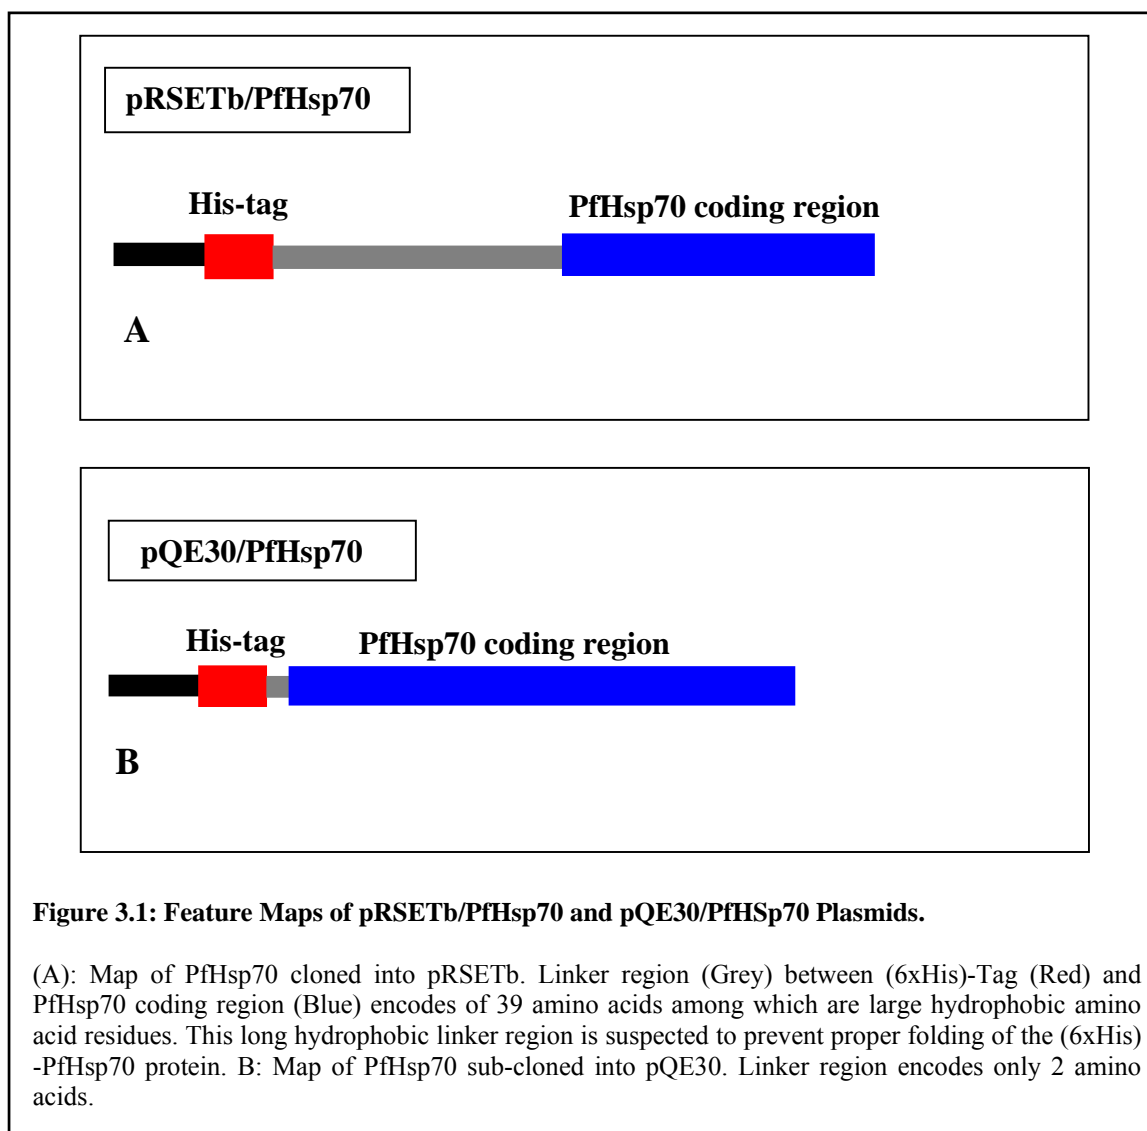 pRSETb/PfHsp70
His-tag
PfHsp70 coding region
A
pQE30/PfHsp70
His-tag
PfHsp70 coding region
B
Figure 3.1: Feature Maps of pRSETb/PfHsp70 and pQE30/PfHSp70 Plasmids.
(A): Map of PfHsp70 cloned into pRSETb. Linker region (Grey) between (6xHis)-Tag (Red) and
PfHsp70 coding region (Blue) encodes of 39 amino acids among which are large hydrophobic amino
acid residues. This long hydrophobic linker region is suspected to prevent proper folding of the (6xHis)
-PfHsp70 protein. B: Map of PfHsp70 sub-cloned into pQE30. Linker region encodes only 2 amino
acids.